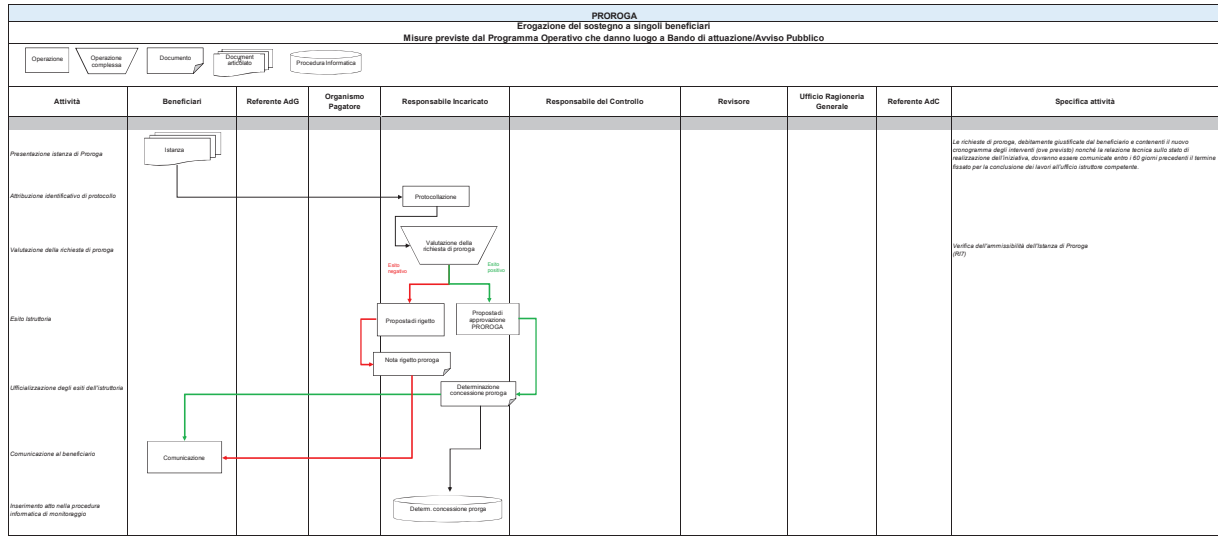 PROROGA
Erogazione del sostegno a singoli beneficiari
Misure previste dal Programma Operativo che danno luogo a Bando di attuazione/Avviso Pubblico
Operazione
Operazione
complessa
Documento
Document
articolato
Procedura Informatica
Attività
Beneficiari
Referente AdG
Organismo
Pagatore
Responsabile Incaricato
Responsabile del Controllo
Revisore
Ufficio Ragioneria
Generale
Referente AdC
Specifica attività
Presentazione istanza di Proroga
Istanza
Le richieste di proroga, debitamente giustificate dal beneficiario e contenenti il nuovo
cronogramma degli interventi (ove previsto) nonchè la relazione tecnica sullo stato di
realizzazione dell'iniziativa, dovranno essere comunicate entro i 60 giorni precedenti il termine
fissato per la conclusione dei lavori all'ufficio istruttore competente.
Attribuzione identificativo di protocollo
Protocollazione
Valutazione della richiesta di proroga
Valutazione della
richiesta di proroga
Verifica dell'ammissibilità dell'Istanza di Proroga
(RI7)
Esito
negativo
Esito
positivo
Esito Istruttoria
Proposta di rigetto
Proposta di
approvazione
PROROGA
Nota rigetto proroga
Ufficializzazione degli esiti dell'istruttoria
Determinazione
concessione proroga
Comunicazione al beneficiario
Comunicazione
Inserimento atto nella procedura
informatica di monitoraggio
Determ. concessione prorga